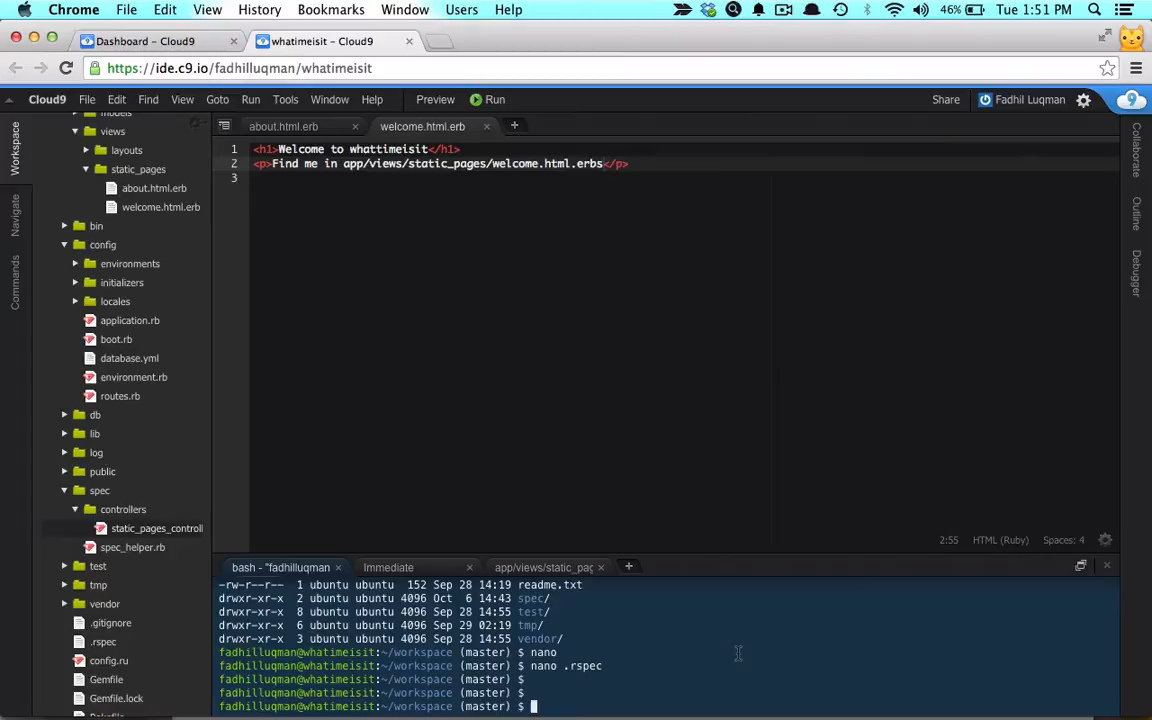 Chrome File Edit View History Bookmarks Window Users Help 46% Tue 1:51 PM
Dashboard – Cloud9 whatimeisit – Cloud9
https://ide.c9.io/fadhilluqman/whatimeisit
Cloud9 File Edit Find View Goto Run Tools Window Help Preview Run Share Fadhil Luqman
Workspace
Navigate
Commands
models
views
layouts
static_pages
about.html.erb
welcome.html.erb
bin
config
environments
initializers
locales
application.rb
boot.rb
database.yml
environment.rb
routes.rb
db
lib
log
public
spec
controllers
static_pages_controll
spec_helper.rb
test
tmp
vendor
.gitignore
.rspec
config.ru
Gemfile
Gemfile.lock
Rakefile
about.html.erb welcome.html.erb
1 <h1>Welcome to whattimeisit</h1>
2 <p>Find me in app/views/static_pages/welcome.html.erbs</p>
3
2:55 HTML (Ruby) Spaces: 4
Collaborate
Outline
Debugger
bash - "fadhilluqman Immediate app/views/static_pag
-rw-r--r-- 1 ubuntu ubuntu 152 Sep 28 14:19 readme.txt
drwxr-xr-x 2 ubuntu ubuntu 4096 Oct 6 14:43 spec/
drwxr-xr-x 8 ubuntu ubuntu 4096 Sep 28 14:55 test/
drwxr-xr-x 6 ubuntu ubuntu 4096 Sep 29 02:19 tmp/
drwxr-xr-x 3 ubuntu ubuntu 4096 Sep 28 14:55 vendor/
fadhilluqman@whatimeisit:~/workspace (master) $ nano
fadhilluqman@whatimeisit:~/workspace (master) $ nano .rspec
fadhilluqman@whatimeisit:~/workspace (master) $
fadhilluqman@whatimeisit:~/workspace (master) $
fadhilluqman@whatimeisit:~/workspace (master) $